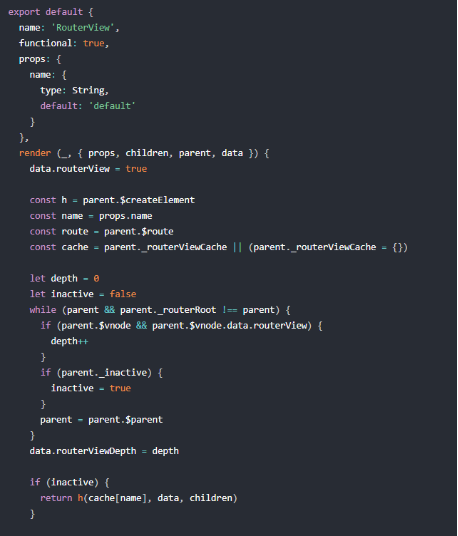 export default {
  name: 'RouterView',
  functional: true,
  props: {
    name: {
      type: String,
      default: 'default'
    }
  },
  render (_, { props, children, parent, data }) {
    data.routerView = true

    const h = parent.$createElement
    const name = props.name
    const route = parent.$route
    const cache = parent._routerViewCache || (parent._routerViewCache = {})

    let depth = 0
    let inactive = false
    while (parent && parent._routerRoot !== parent) {
      if (parent.$vnode && parent.$vnode.data.routerView) {
        depth++
      }
      if (parent._inactive) {
        inactive = true
      }
      parent = parent.$parent
    }
    data.routerViewDepth = depth

    if (inactive) {
      return h(cache[name], data, children)
    }